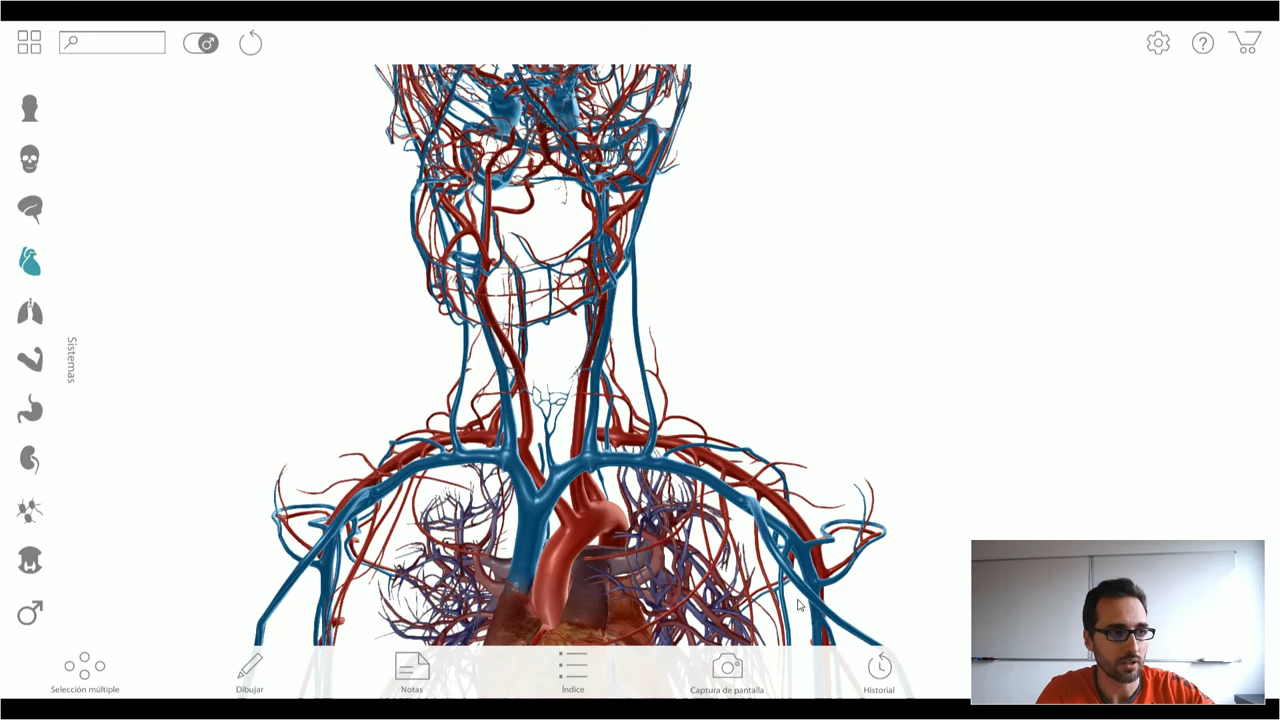 Sistemas
Selección múltiple
Dibujar
Notas
Índice
Captura de pantalla
Historial